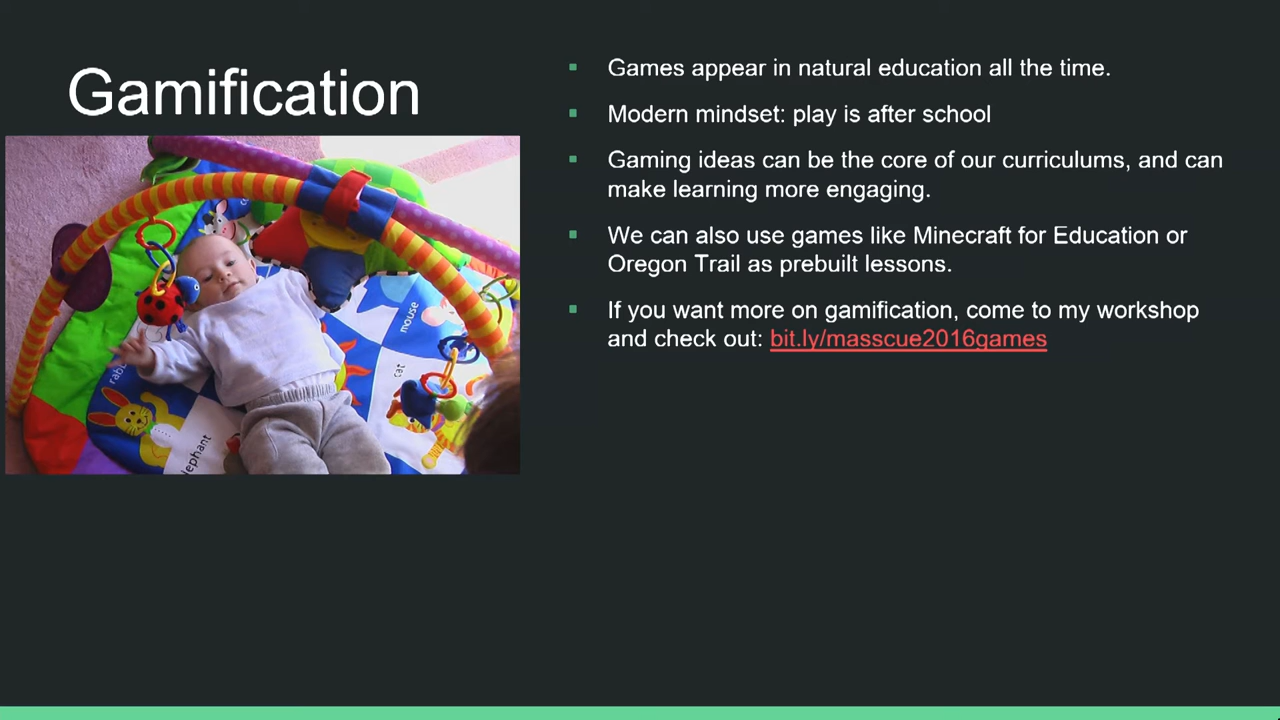 Gamification
Games appear in natural education all the time.
Modern mindset: play is after school
Gaming ideas can be the core of our curriculums, and can
make learning more engaging.
We can also use games like Minecraft for Education or
Oregon Trail as prebuilt lessons.
If you want more on gamification, come to my workshop
and check out: bit.ly/masscue2016games
mouse
cat